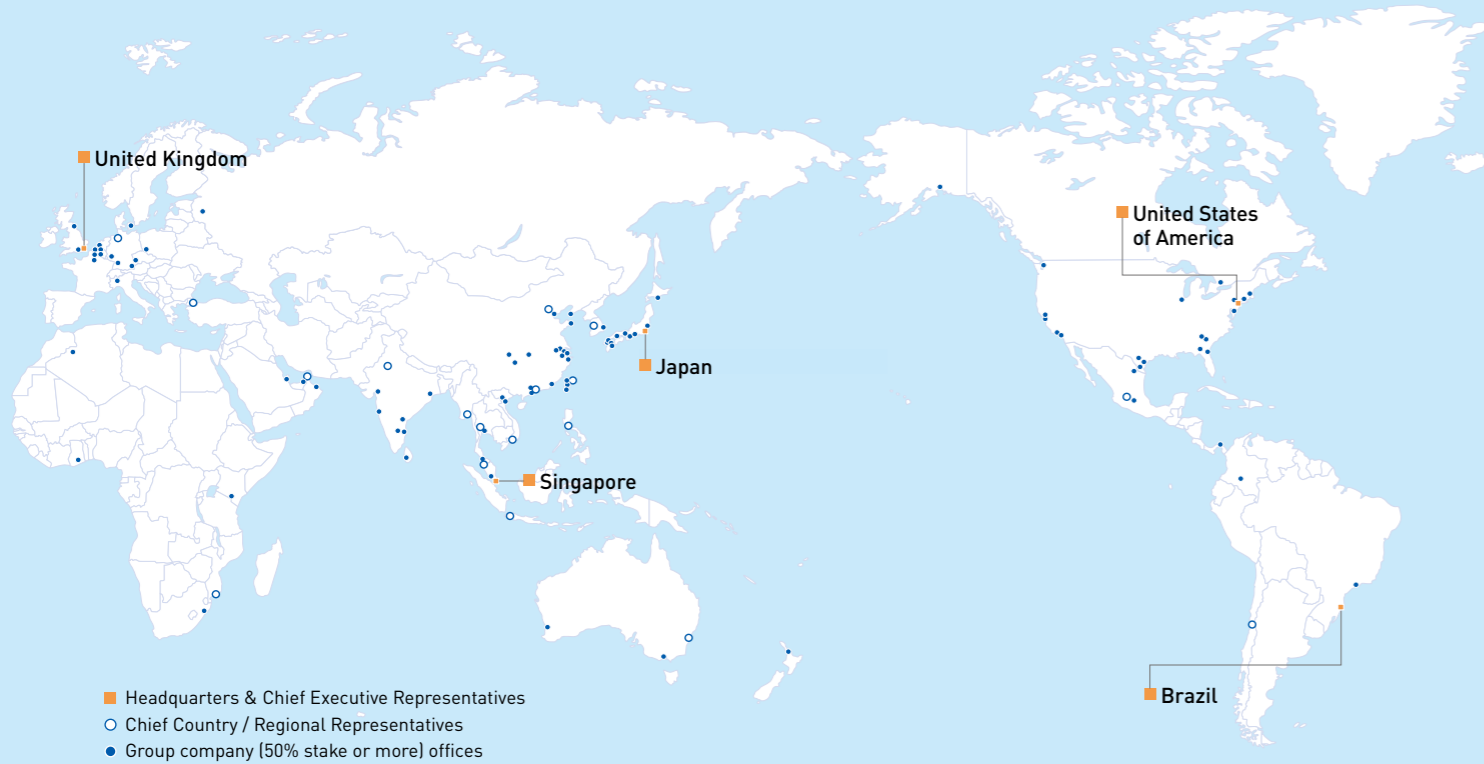 United Kingdom
United States
of America
Japan
Singapore
Brazil
Headquarters & Chief Executive Representatives
Chief Country / Regional Representatives
Group company (50% stake or more) offices